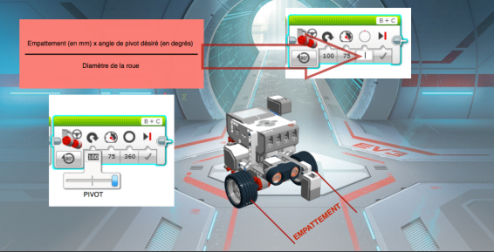 B + C
Empattement (en mm) x angle de pivot désiré (en degrés)
100 75
Diamètre de la roue
B + C
100 75 360
PIVOT
EV3
EMPATTEMENT